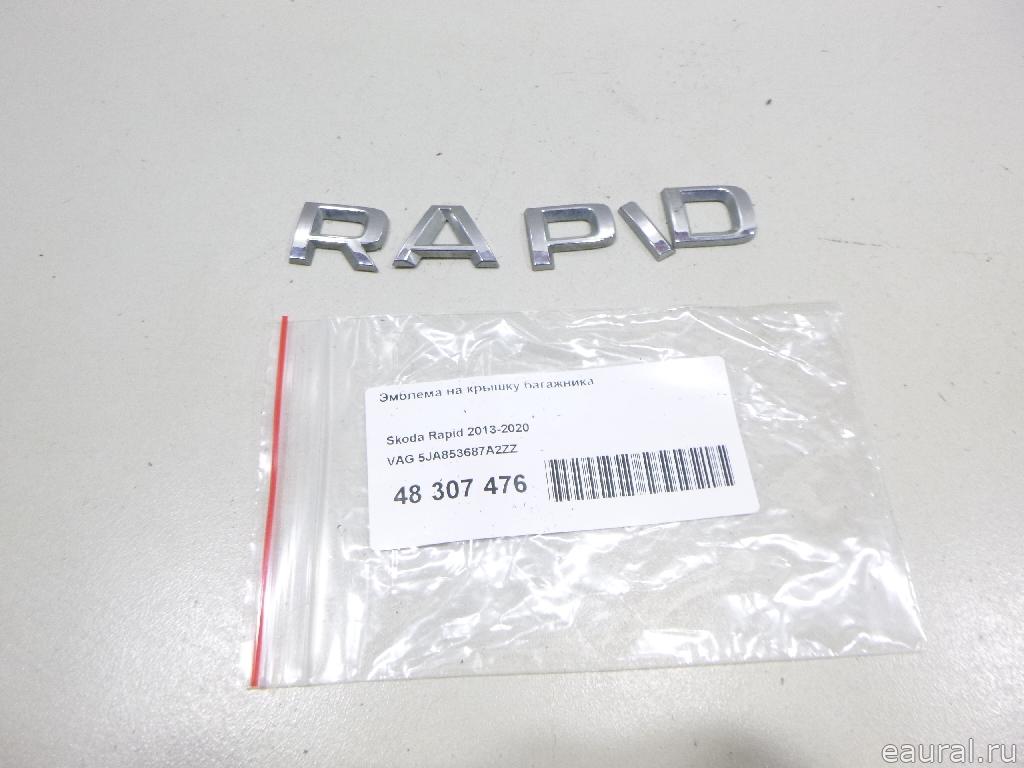 RAPID
Эмблема на крышку багажника
Skoda Rapid 2013-2020
VAG 5JA853687A2ZZ
48 307 476
eaural.ru